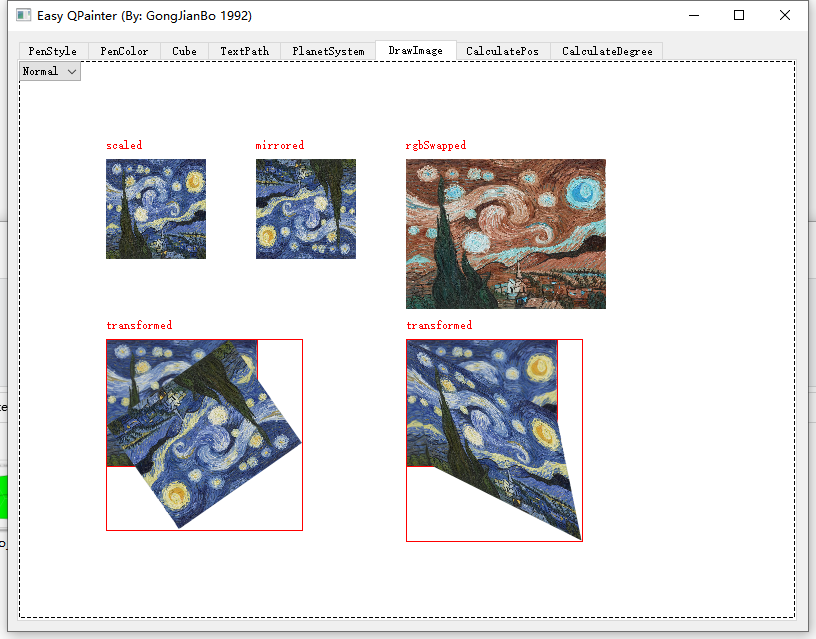 Easy QPainter (By: GongJianBo 1992)
PenStyle PenColor Cube TextPath PlanetSystem DrawImage CalculatePos CalculateDegree
Normal
scaled mirrored rgbSwapped
transformed transformed